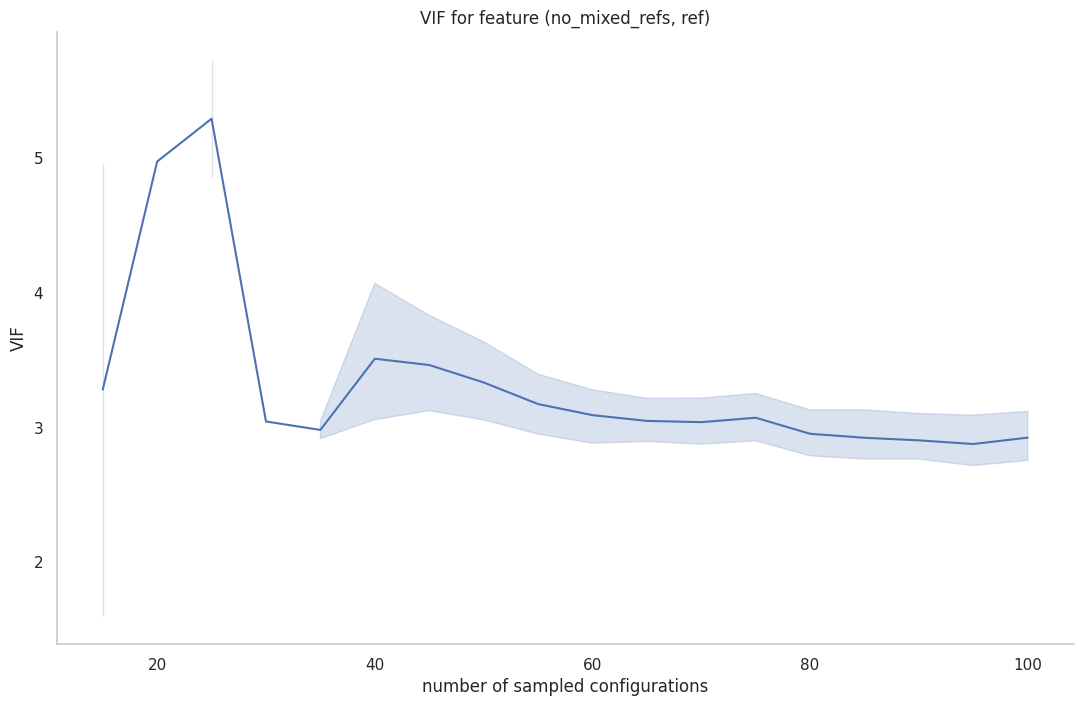 VIF for feature (no_mixed_refs, ref)
5
4
3
2
VIF
20 40 60 80 100
number of sampled configurations